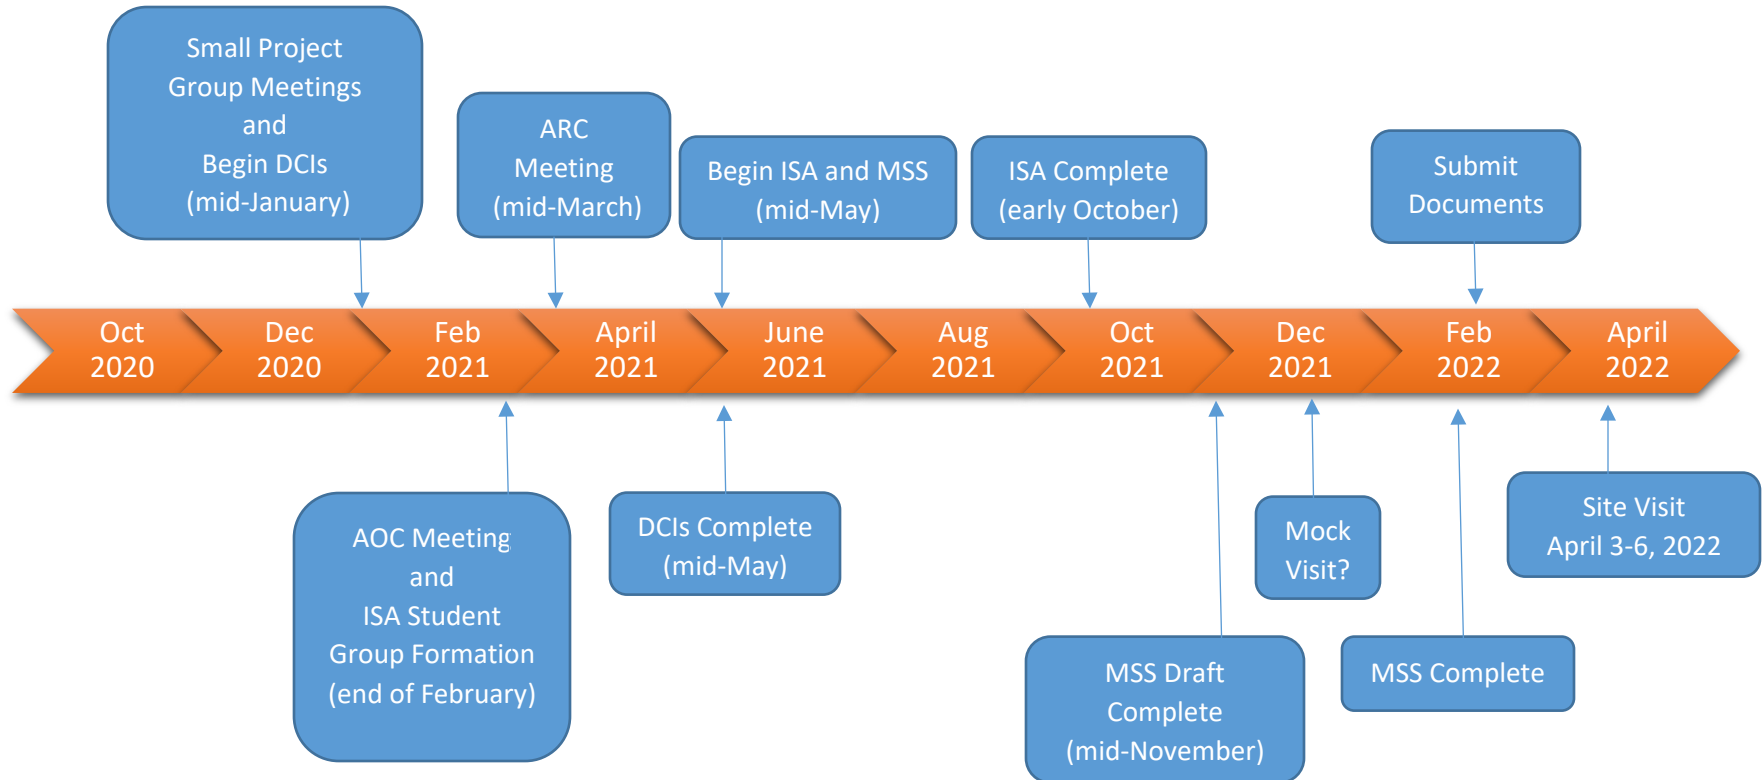 Small Project
Group Meetings
and
Begin DCIs
(mid-January)
ARC
Meeting
(mid-March)
Begin ISA and MSS
(mid-May)
ISA Complete
(early October)
Submit
Documents
Oct
2020
Dec
2020
Feb
2021
April
2021
June
2021
Aug
2021
Oct
2021
Dec
2021
Feb
2022
April
2022
AOC Meeting
and
ISA Student
Group Formation
(end of February)
DCIs Complete
(mid-May)
MSS Draft
Complete
(mid-November)
Mock
Visit?
MSS Complete
Site Visit
April 3-6, 2022